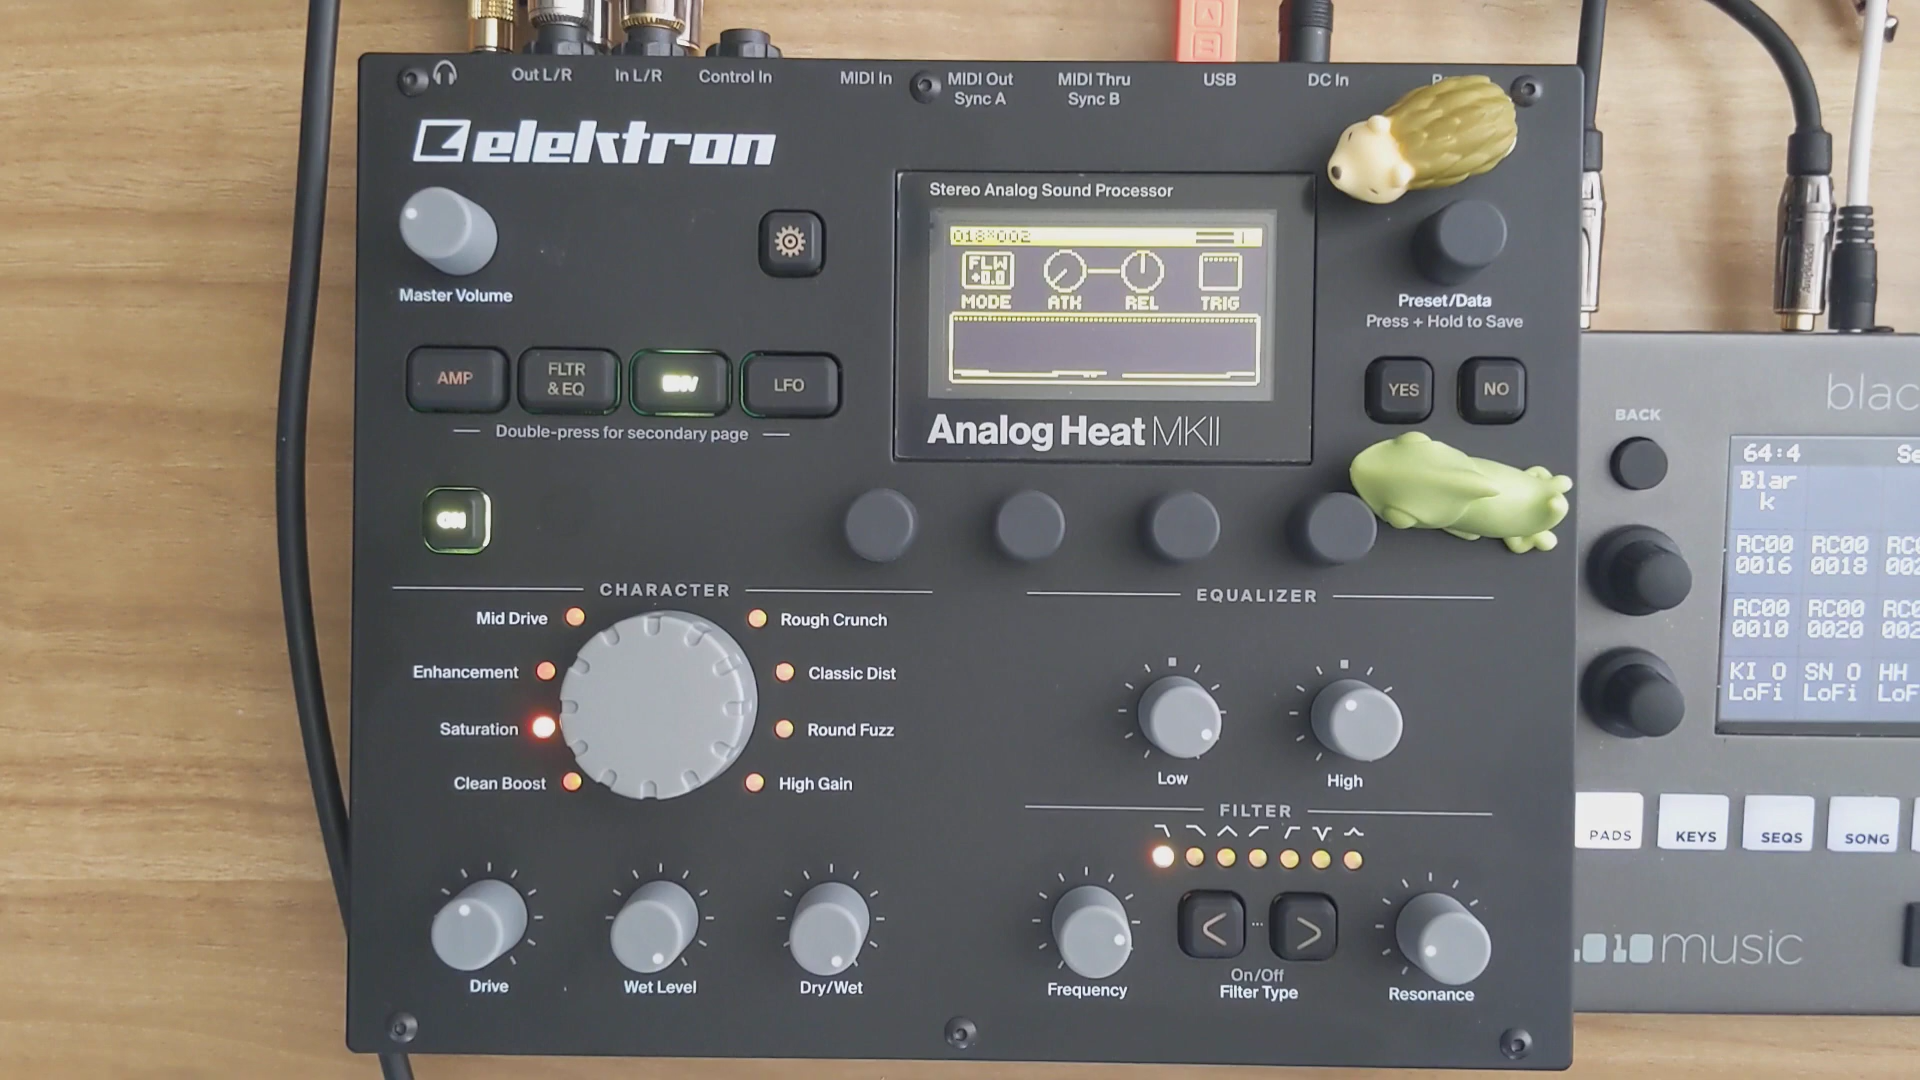 Out L/R
In L/R
Control In
MIDI In
MIDI Out
Sync A
MIDI Thru
Sync B
USB
DC In
elektron
Stereo Analog Sound Processor
018*002
FLW
+0.0
MODE
ATK
REL
TRIG
Analog Heat MKII
Master Volume
Preset/Data
Press + Hold to Save
AMP
FLTR
& EQ
ENV
LFO
YES
NO
Double-press for secondary page
ON
CHARACTER
Mid Drive
Enhancement
Saturation
Clean Boost
Rough Crunch
Classic Dist
Round Fuzz
High Gain
EQUALIZER
Low
High
FILTER
Drive
Wet Level
Dry/Wet
Frequency
On/Off
Filter Type
Resonance
blac
BACK
64:4
Se
Blar
k
RC00
0016
RC00
0018
RC00
0010
RC00
0020
KI O
LoFi
SN O
LoFi
HH
LoF
PADS
KEYS
SEQS
SONG
1010music